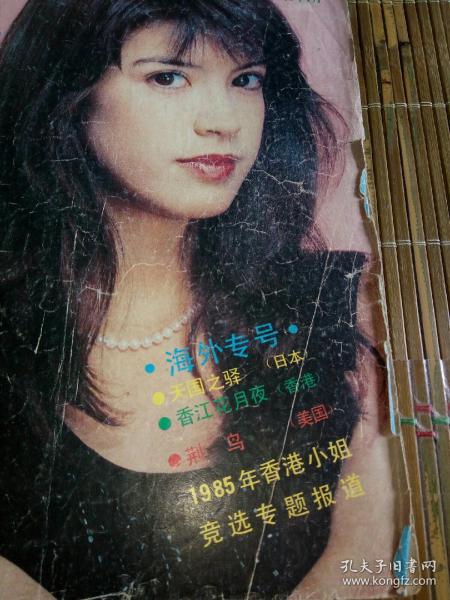 ·海外专号·
●天国之驿 (日本
●香江花月夜 (香港
●荆 鸟 (美国)
1985年香港小姐
竞选专题报道
孔夫子旧书网
www.kongfz.com